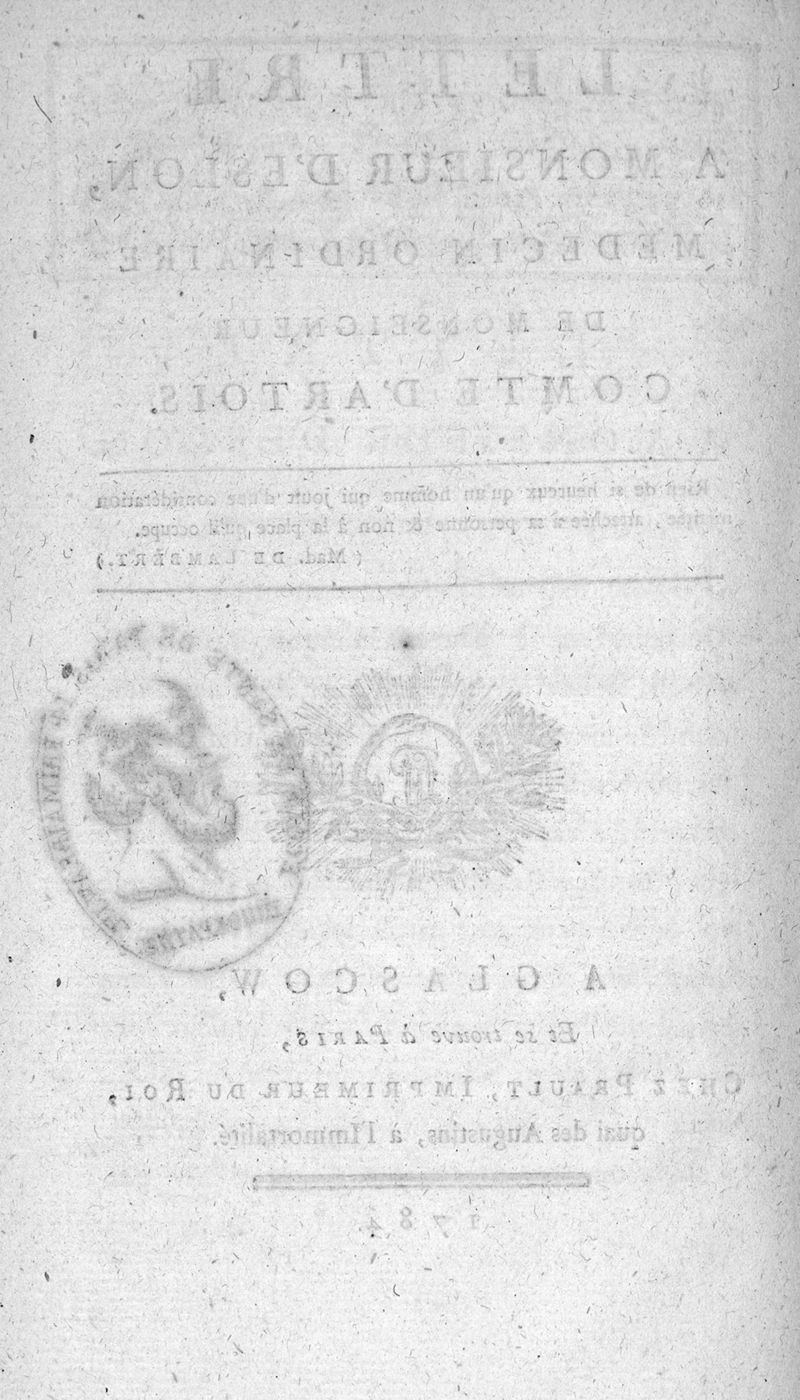 LETTRE
A MONSIEUR D'ESLON,
MEDECIN ORDINAIRE
DE MONSEIGNEUR
COMTE D'ARTOIS.
Rien de si heureux qu'un homme qui jouit d'une considération
méritée, attachée à sa personne & non à la place qu'il occupe.
(Mad. DE LAMBERT.)
A GLASCOW,
Et se trouve à PARIS,
CHEZ PRAULT, IMPRIMEUR DU ROI,
quai des Augustins, à l'Immortalité.
1784.